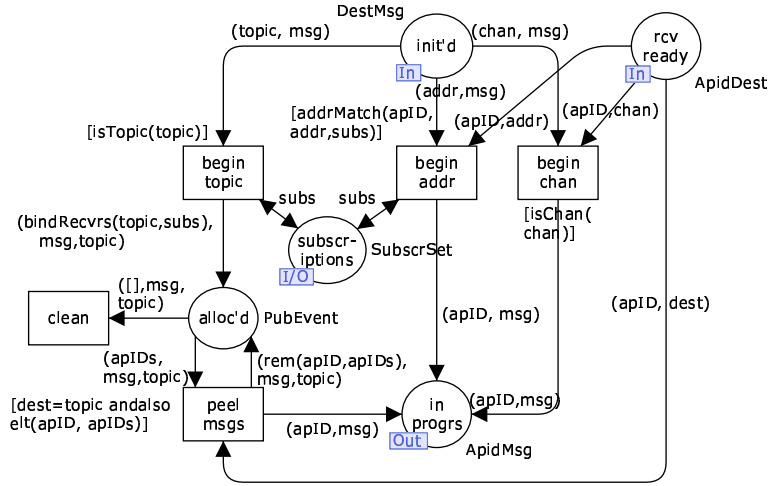 DestMsg
(topic, msg)
init'd
(chan, msg)
rcv
ready
In
In
ApidDest
(addr,msg)
[addrMatch(apID,
addr,subs)]
(apID,addr)
(apID,chan)
[isTopic(topic)]
begin
topic
begin
addr
begin
chan
subs
subs
[isChan(
chan)]
(bindRecvrs(topic,subs),
msg,topic)
subscr-
iptions
SubscrSet
I/O
([],msg,
topic)
clean
alloc'd
PubEvent
(apID, msg)
(apID, dest)
(apIDs,
msg,topic)
(rem(apID,apIDs),
msg,topic)
[dest=topic andalso
elt(apID, apIDs)]
peel
msgs
(apID,msg)
in
progrs
(apID,msg)
Out
ApidMsg